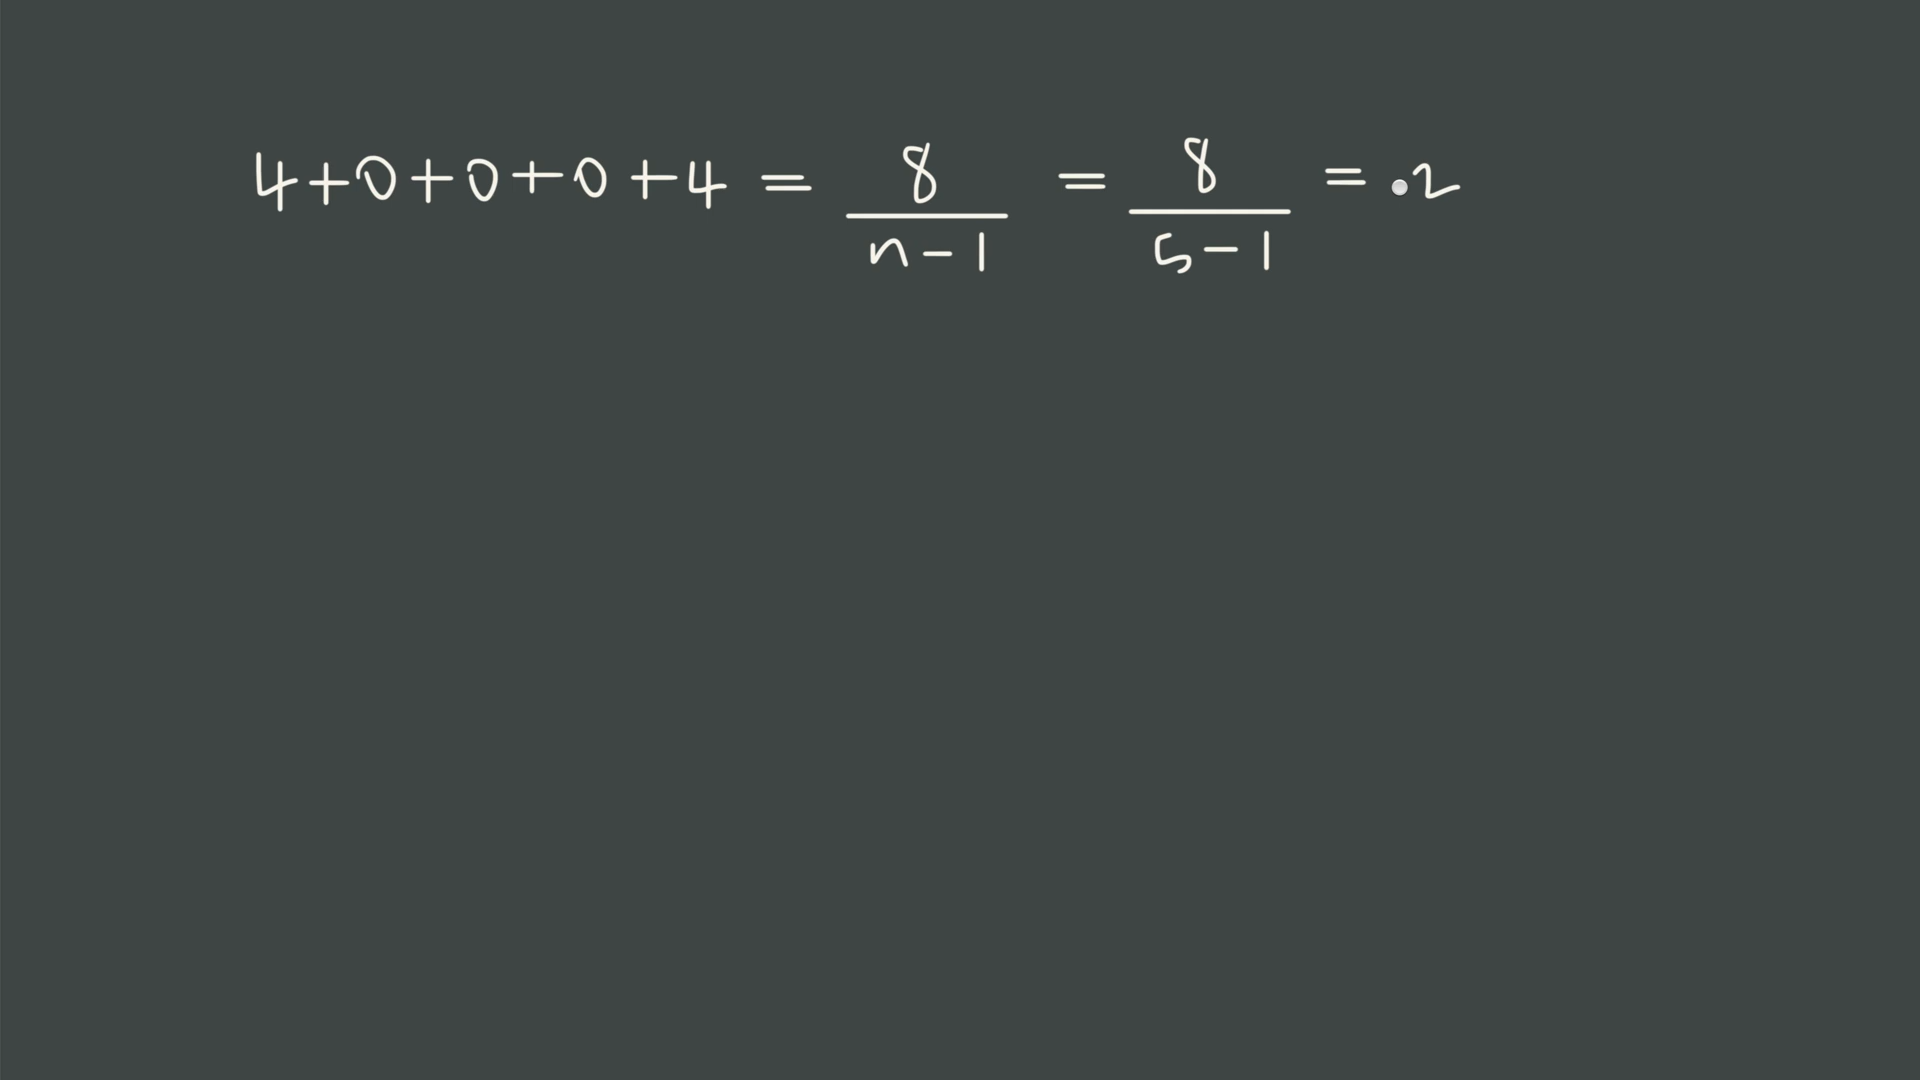 4+0+0+0+4 = 8/(n-1) = 8/(5-1) = 2